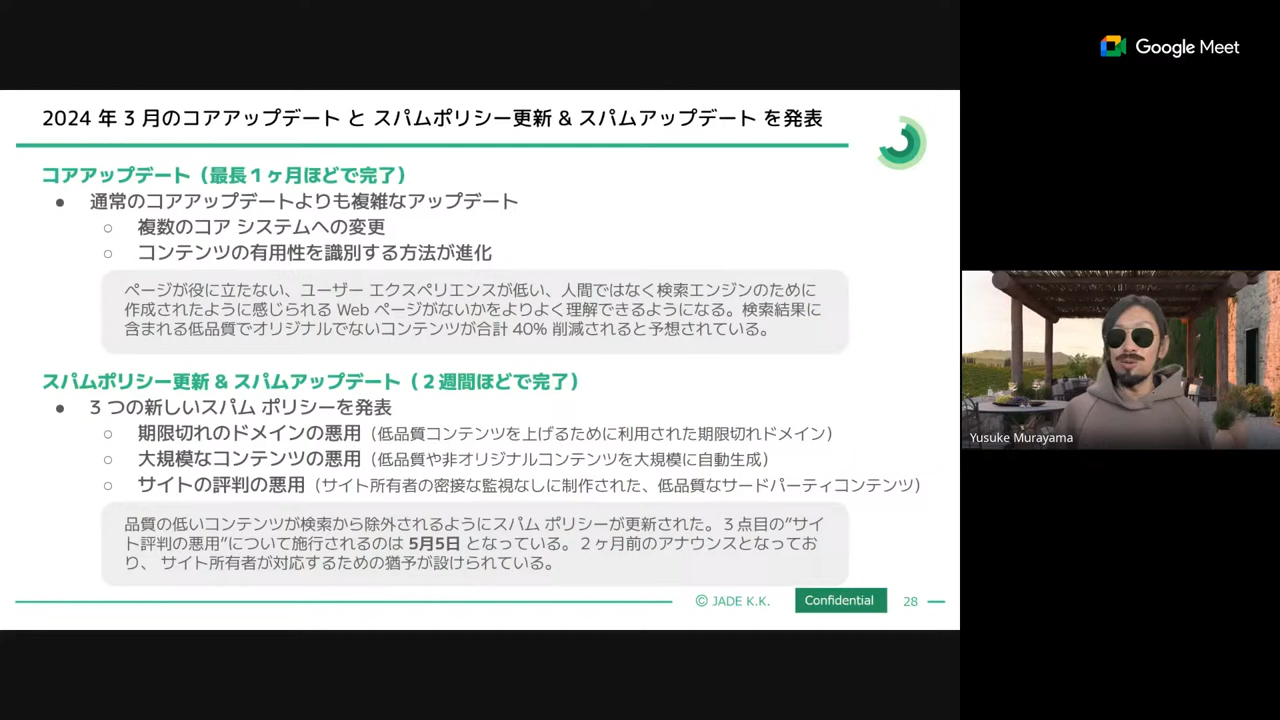 Google Meet
2024 年 3 月のコアアップデート と スパムポリシー更新 & スパムアップデート を発表
コアアップデート（最長１ヶ月ほどで完了）
● 通常のコアアップデートよりも複雑なアップデート
○ 複数のコア システムへの変更
○ コンテンツの有用性を識別する方法が進化
ページが役に立たない、ユーザー エクスペリエンスが低い、人間ではなく検索エンジンのために
作成されたように感じられる Web ページがないかをよりよく理解できるようになる。検索結果に
含まれる低品質でオリジナルでないコンテンツが合計 40% 削減されると予想されている。
スパムポリシー更新 & スパムアップデート（２週間ほどで完了）
● 3 つの新しいスパム ポリシーを発表
○ 期限切れのドメインの悪用（低品質コンテンツを上げるために利用された期限切れドメイン）
○ 大規模なコンテンツの悪用（低品質や非オリジナルコンテンツを大規模に自動生成）
○ サイトの評判の悪用（サイト所有者の密接な監視なしに制作された、低品質なサードパーティコンテンツ）
品質の低いコンテンツが検索から除外されるようにスパム ポリシーが更新された。３点目の”サイ
ト評判の悪用”について施行されるのは 5月5日 となっている。２ヶ月前のアナウンスとなってお
り、 サイト所有者が対応するための猶予が設けられている。
© JADE K.K.
Confidential
28
Yusuke Murayama